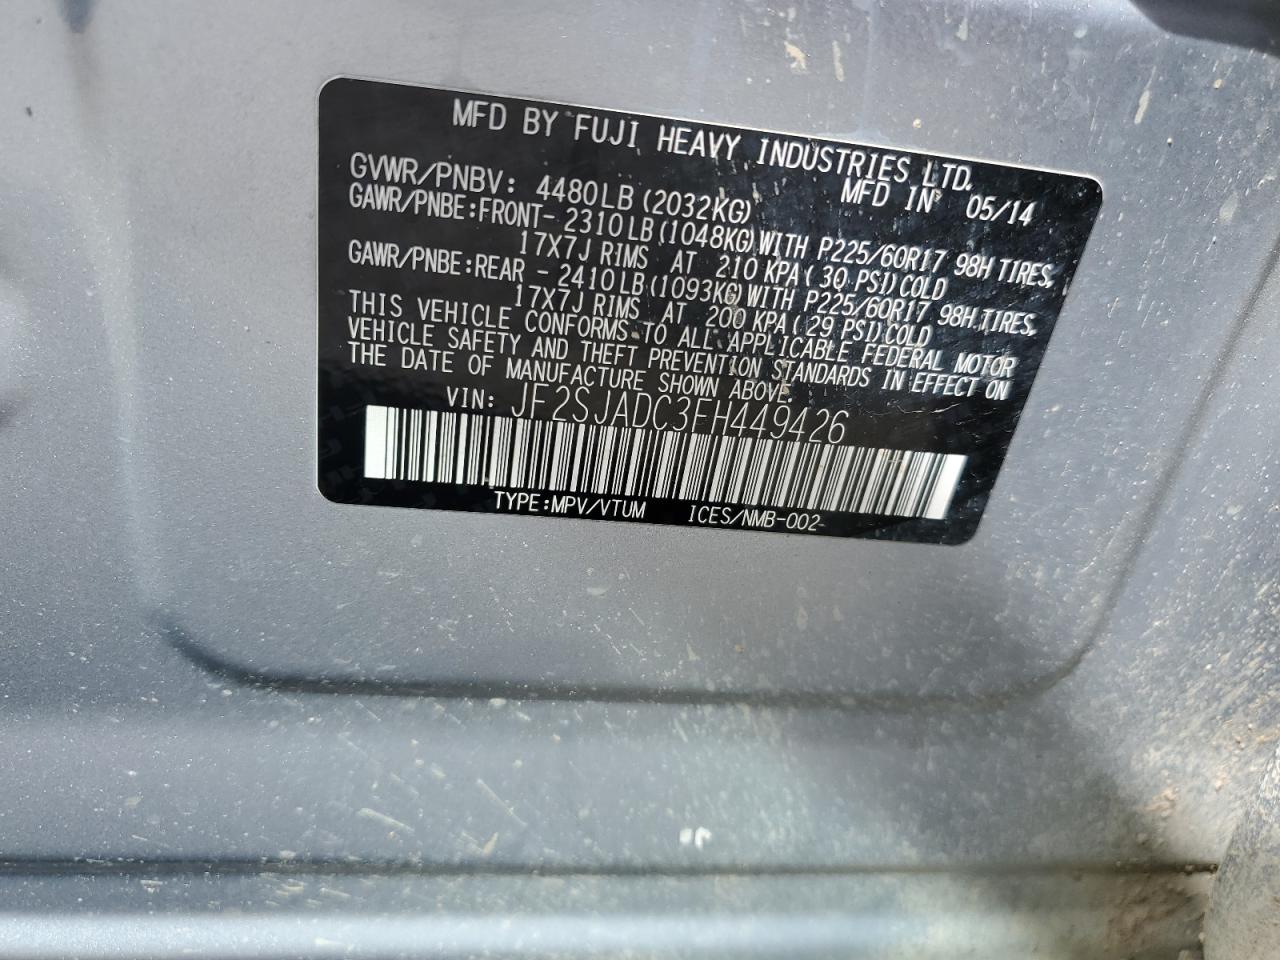 MFD BY FUJI HEAVY INDUSTRIES LTD.
GVWR/PNBV: 4480LB (2032KG) MFD IN 05/14
GAWR/PNBE:FRONT- 2310LB(1048KG)WITH P225/60R17 98H TIRES,
17X7J RIMS AT 210 KPA ( 30 PSI)COLD
GAWR/PNBE:REAR - 2410LB(1093KG)WITH P225/60R17 98H TIRES,
17X7J RIMS AT 200 KPA ( 29 PSI)COLD
THIS VEHICLE CONFORMS TO ALL APPLICABLE FEDERAL MOTOR
VEHICLE SAFETY AND THEFT PREVENTION STANDARDS IN EFFECT ON
THE DATE OF MANUFACTURE SHOWN ABOVE.
VIN: JF2SJADC3FH449426
TYPE:MPV/VTUM ICES/NMB-002